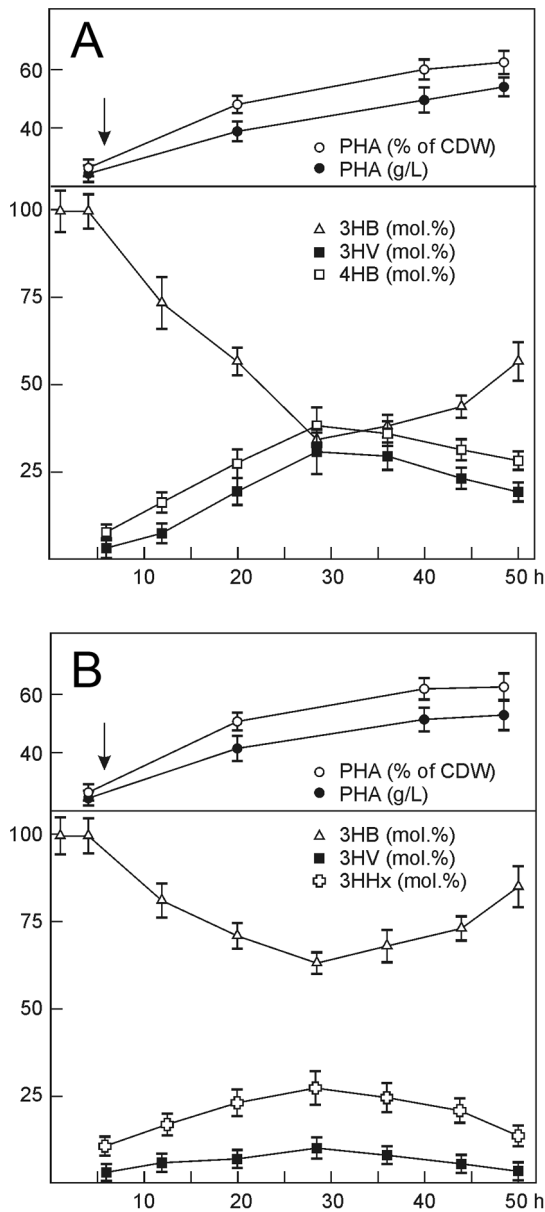 A
60
40
PHA (% of CDW)
PHA (g/L)
100
3HB (mol.%)
3HV (mol.%)
4HB (mol.%)
75
50
25
10 20 30 40 50 h
B
60
40
PHA (% of CDW)
PHA (g/L)
100
3HB (mol.%)
3HV (mol.%)
3HHx (mol.%)
75
50
25
10 20 30 40 50 h